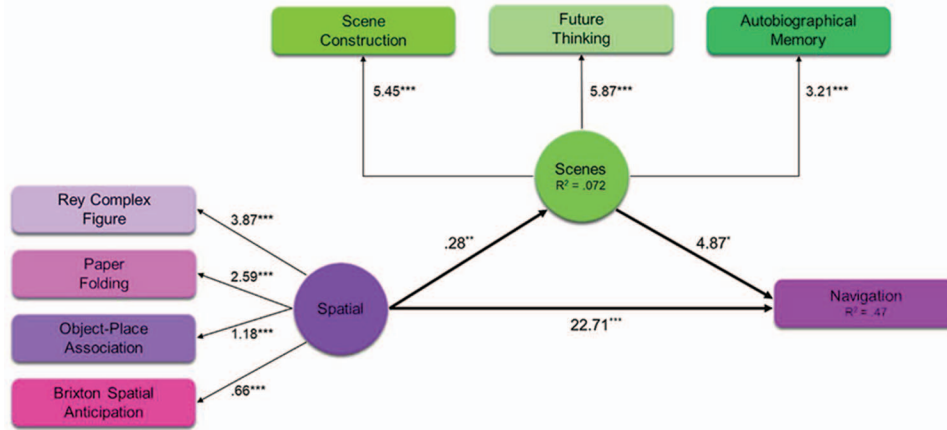 Scene
Construction
Future
Thinking
Autobiographical
Memory
5.45***
5.87***
3.21***
Scenes
R² = .072
Rey Complex
Figure
3.87***
.28**
4.87*
Paper
Folding
2.59***
Spatial
Navigation
R² = .47
Object-Place
Association
1.18***
22.71***
Brixton Spatial
Anticipation
.66***